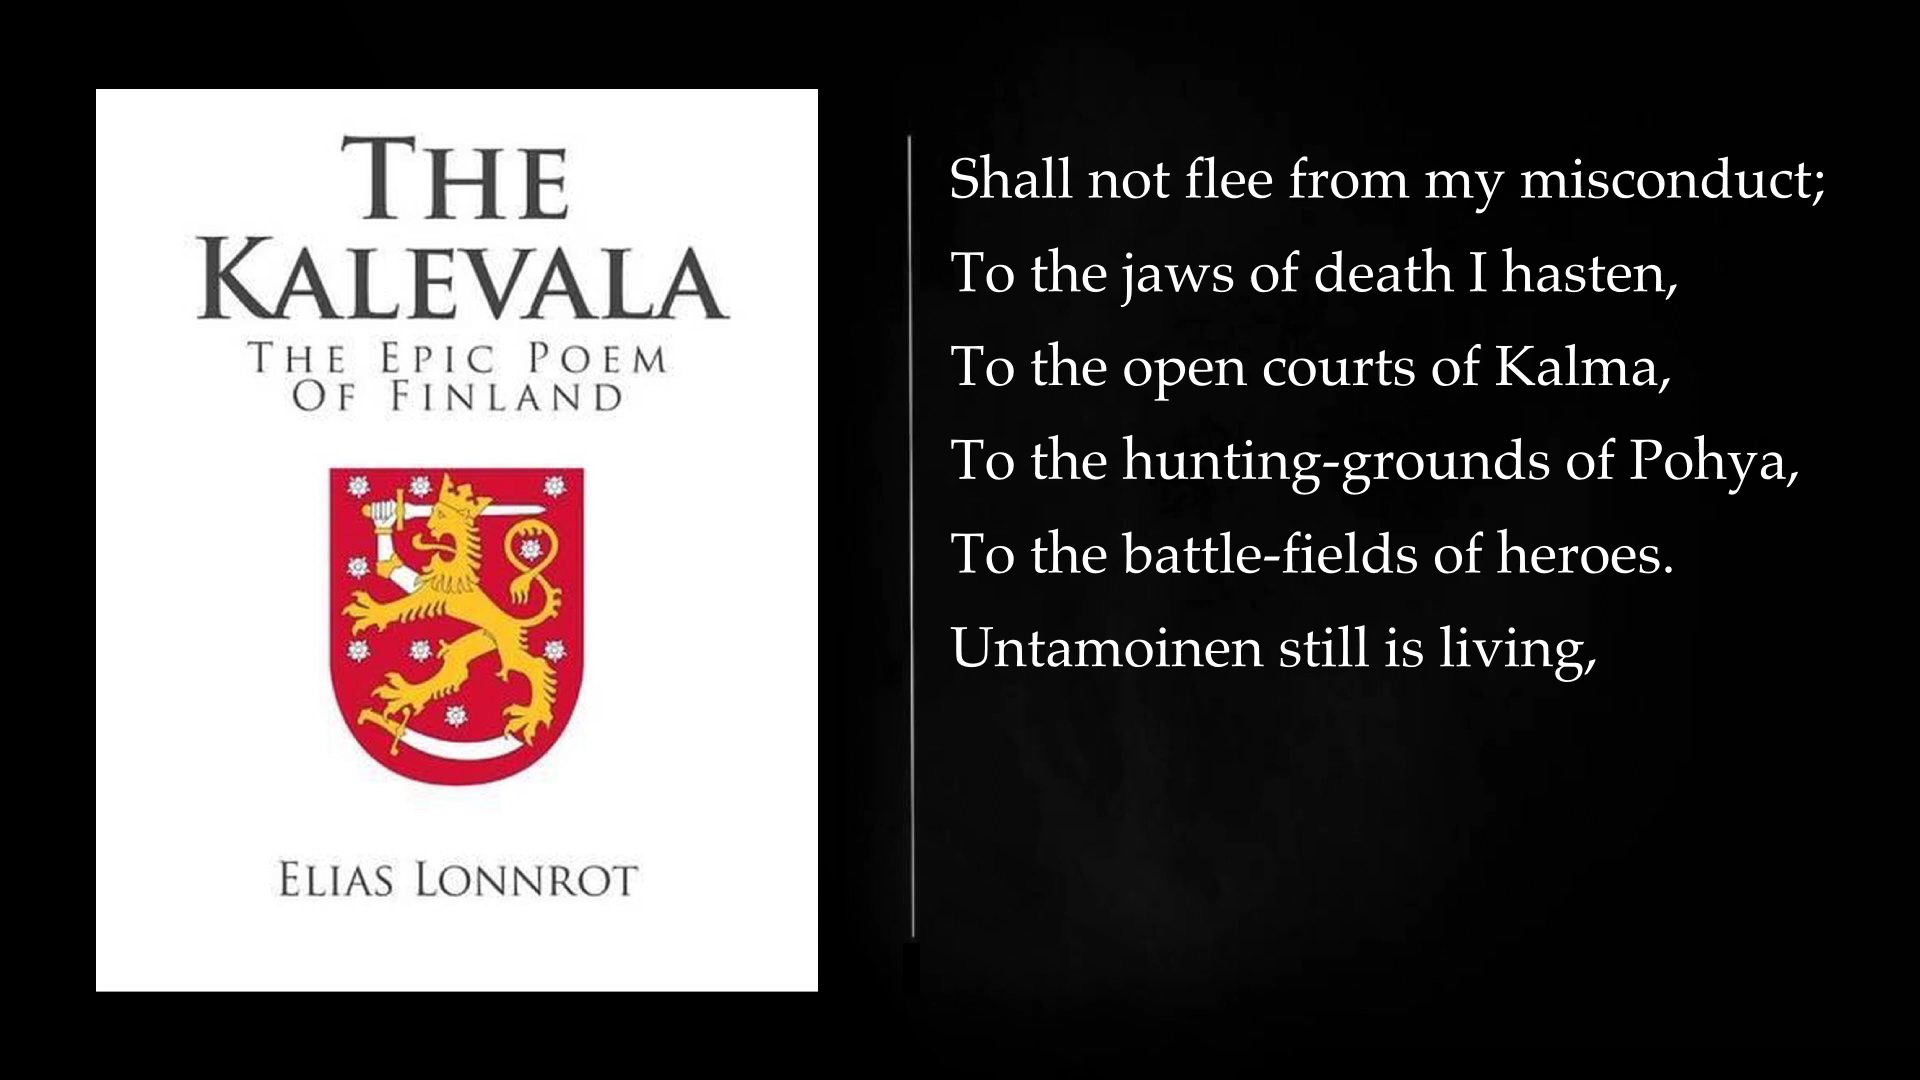 THE
KALEVALA
THE EPIC POEM
OF FINLAND
ELIAS LONNROT
Shall not flee from my misconduct;
To the jaws of death I hasten,
To the open courts of Kalma,
To the hunting-grounds of Pohya,
To the battle-fields of heroes.
Untamoinen still is living,